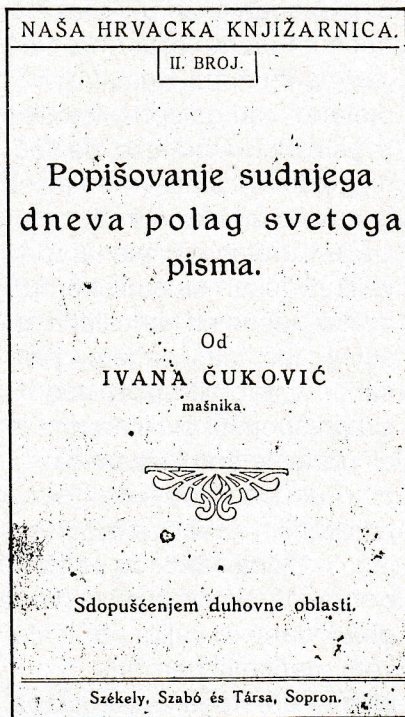 NAŠA HRVACKA KNJIŽARNICA.
II. BROJ.
Popišovanje sudnjega
dneva polag svetoga
pisma.
Od
IVANA ČUKOVIĆ
mašnika.
Sdopušćenjem duhovne oblasti.
Székely, Szabó és Társa, Sopron.